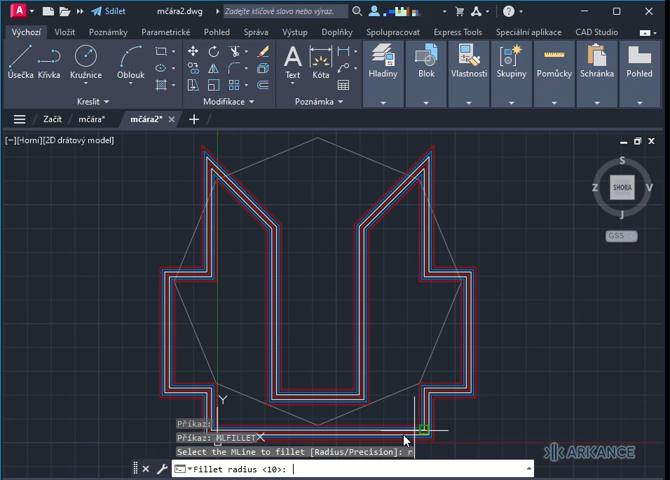 A Sdílet mčára2.dwg Zadejte klíčové slovo nebo výraz.
Výchozí Vložit Poznámky Parametrické Pohled Správa Výstup Doplňky Spolupracovat Express Tools Speciální aplikace CAD Studio
Úsečka Křivka Kružnice Oblouk Text Kóta Hladiny Blok Vlastnosti Skupiny Pomůcky Schránka Pohled
Kreslit Modifikace Poznámka
Začít mčára* mčára2*
[−][Horní][2D drátový model]
S
Z SHORA V
J
GSS
Y
Příkaz:
Příkaz: MLFILLET
Select the MLine to fillet [Radius/Precision]: r
Fillet radius <10>:
ARKANCE